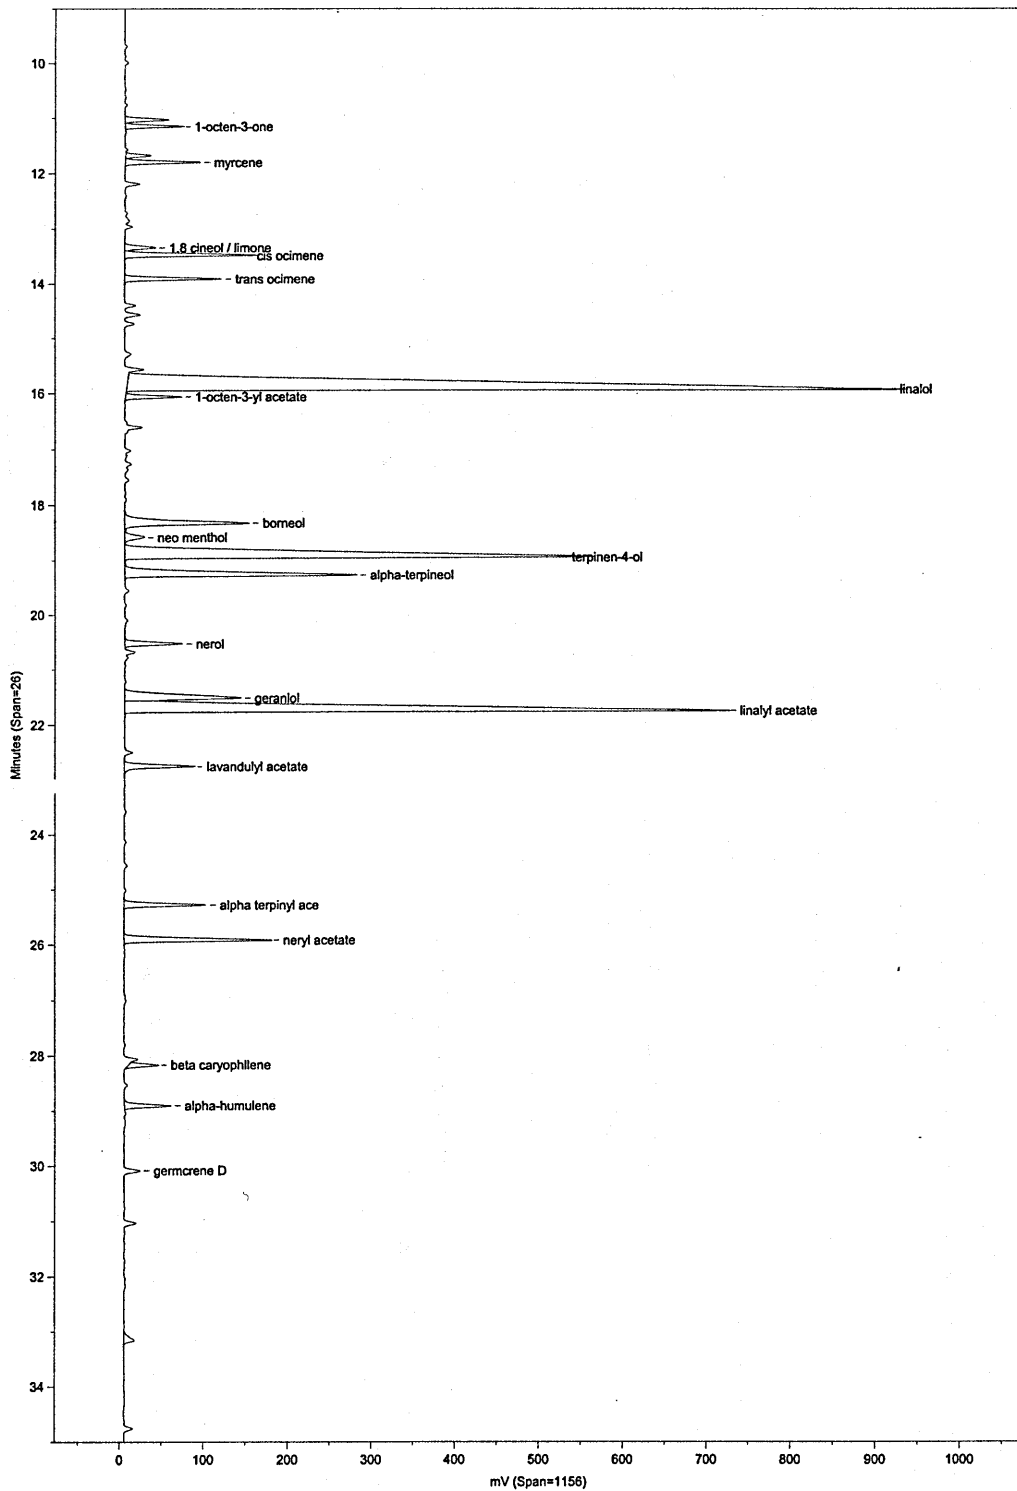 10
1-octen-3-one
myrcene
12
1.8 cineol / limone
cis ocimene
14
trans ocimene
linalol
16
1-octen-3-yl acetate
18
borneol
neo menthol
terpinen-4-ol
alpha-terpineol
20
nerol
geraniol
linalyl acetate
22
lavandulyl acetate
Minutes (Span=26)
24
alpha terpinyl ace
neryl acetate
26
28
beta caryophllene
alpha-humulene
30
germcrene D
32
34
0 100 200 300 400 500 600 700 800 900 1000
mV (Span=1156)